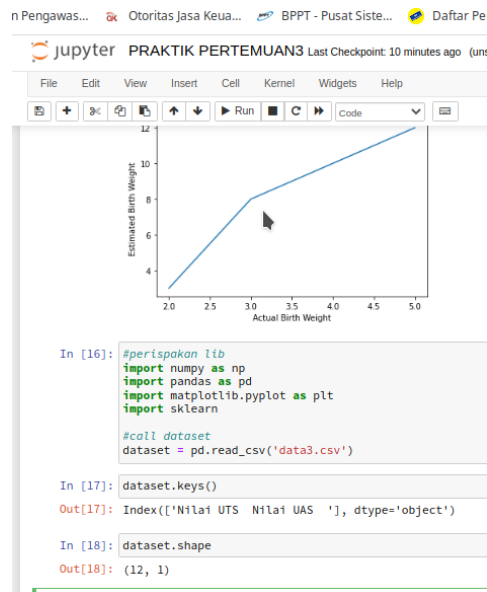 n Pengawas... Otoritas Jasa Keua... BPPT - Pusat Siste... Daftar Pe
jupyter PRAKTIK PERTEMUAN3 Last Checkpoint: 10 minutes ago (uns
File Edit View Insert Cell Kernel Widgets Help
Run Code
12
10
8
6
4
Estimated Birth Weight
2.0 2.5 3.0 3.5 4.0 4.5 5.0
Actual Birth Weight
In [16]: #perispakan lib
import numpy as np
import pandas as pd
import matplotlib.pyplot as plt
import sklearn
#call dataset
dataset = pd.read_csv('data3.csv')
In [17]: dataset.keys()
Out[17]: Index(['Nilai UTS  Nilai UAS  '], dtype='object')
In [18]: dataset.shape
Out[18]: (12, 1)